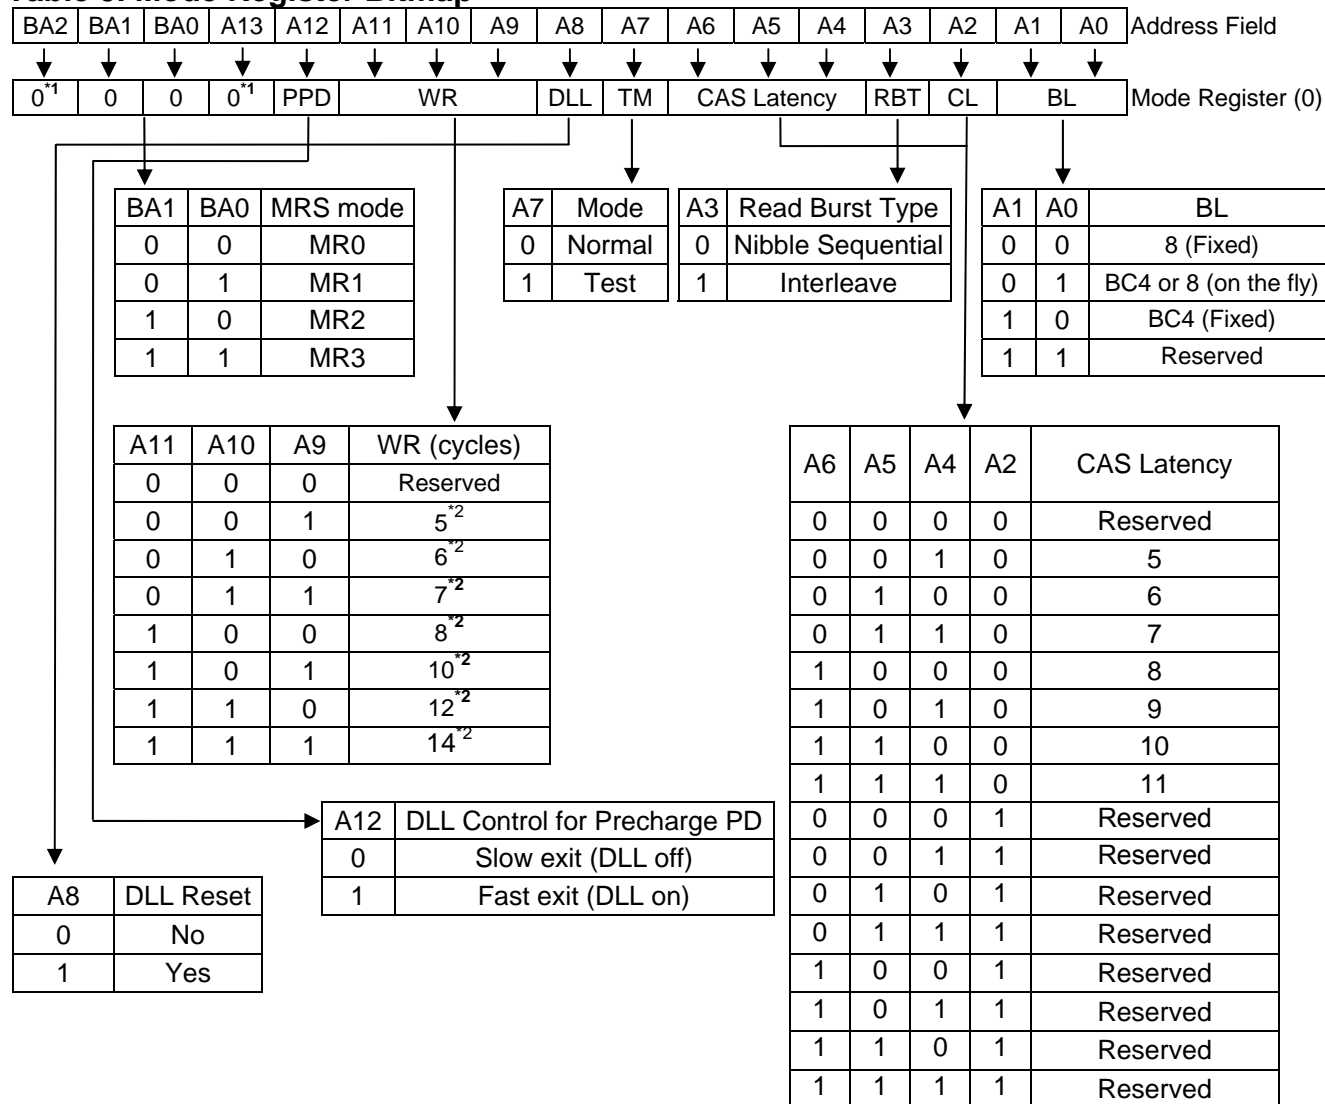 BA2 BA1 BA0 A13 A12 A11 A10 A9 A8 A7 A6 A5 A4 A3 A2 A1 A0 Address Field
0*1 0 0 0*1 PPD WR DLL TM CAS Latency RBT CL BL Mode Register (0)
BA1 BA0 MRS mode
0 0 MR0
0 1 MR1
1 0 MR2
1 1 MR3
A7 Mode
0 Normal
1 Test
A3 Read Burst Type
0 Nibble Sequential
1 Interleave
A1 A0 BL
0 0 8 (Fixed)
0 1 BC4 or 8 (on the fly)
1 0 BC4 (Fixed)
1 1 Reserved
A11 A10 A9 WR (cycles)
0 0 0 Reserved
0 0 1 5*2
0 1 0 6*2
0 1 1 7*2
1 0 0 8*2
1 0 1 10*2
1 1 0 12*2
1 1 1 14*2
A6 A5 A4 A2 CAS Latency
0 0 0 0 Reserved
0 0 1 0 5
0 1 0 0 6
0 1 1 0 7
1 0 0 0 8
1 0 1 0 9
1 1 0 0 10
1 1 1 0 11
0 0 0 1 Reserved
0 0 1 1 Reserved
0 1 0 1 Reserved
0 1 1 1 Reserved
1 0 0 1 Reserved
1 0 1 1 Reserved
1 1 0 1 Reserved
1 1 1 1 Reserved
A12 DLL Control for Precharge PD
0 Slow exit (DLL off)
1 Fast exit (DLL on)
A8 DLL Reset
0 No
1 Yes